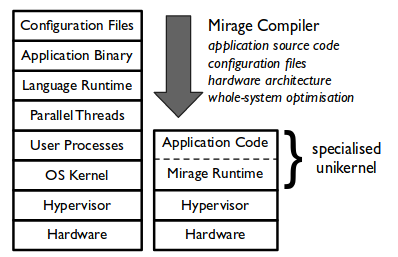 Configuration Files
Application Binary
Language Runtime
Parallel Threads
User Processes
OS Kernel
Hypervisor
Hardware
Mirage Compiler
application source code
configuration files
hardware architecture
whole-system optimisation
Application Code
Mirage Runtime
Hypervisor
Hardware
specialised
unikernel